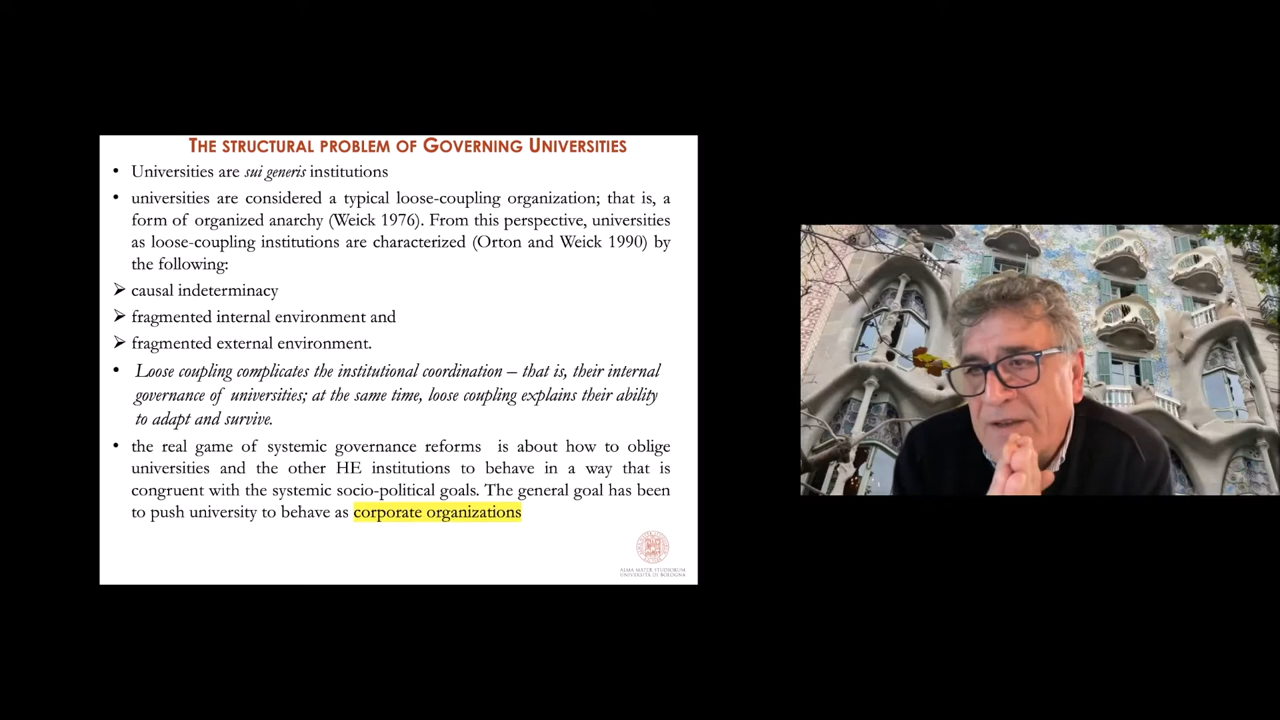 THE STRUCTURAL PROBLEM OF GOVERNING UNIVERSITIES
• Universities are sui generis institutions
• universities are considered a typical loose-coupling organization; that is, a
form of organized anarchy (Weick 1976). From this perspective, universities
as loose-coupling institutions are characterized (Orton and Weick 1990) by
the following:
➢ causal indeterminacy
➢ fragmented internal environment and
➢ fragmented external environment.
• Loose coupling complicates the institutional coordination – that is, their internal
governance of universities; at the same time, loose coupling explains their ability
to adapt and survive.
• the real game of systemic governance reforms is about how to oblige
universities and the other HE institutions to behave in a way that is
congruent with the systemic socio-political goals. The general goal has been
to push university to behave as corporate organizations
ALMA MATER STUDIORUM
UNIVERSITÀ DI BOLOGNA